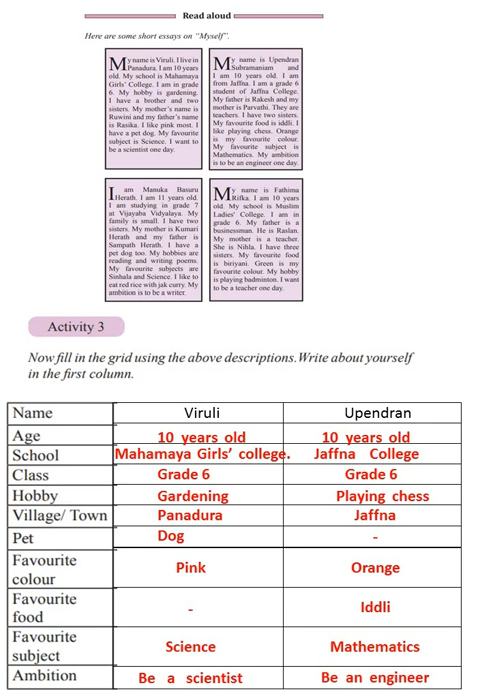 Read aloud
Here are some short essays on "Myself".
My name is Viruli. I live in
Panadura. I am 10 years
old. My school is Mahamaya
Girls' College. I am in grade
6. My hobby is gardening.
I have a brother and two
sisters. My mother's name is
Ruwini and my father's name
is Rasika. I like pink most. I
have a pet dog. My favourite
subject is Science. I want to
be a scientist one day.
My name is Upendran
Subramaniam and
I am 10 years old. I am
from Jaffna. I am a grade 6
student of Jaffna College.
My father is Rakesh and my
mother is Parvathi. They are
teachers. I have two sisters.
My favourite food is iddli. I
like playing chess. Orange
is my favourite colour.
My favourite subject is
Mathematics. My ambition
is to be an engineer one day.
I am Manuka Basuru
Herath. I am 11 years old.
I am studying in grade 7
at Vijayaba Vidyalaya. My
family is small. I have two
sisters. My mother is Kumari
Herath and my father is
Sampath Herath. I have a
pet dog too. My hobbies are
reading and writing poems.
My favourite subjects are
Sinhala and Science. I like to
eat red rice with jak curry. My
ambition is to be a writer.
My name is Fathima
Rifka. I am 10 years
old. My school is Muslim
Ladies' College. I am in
grade 6. My father is a
businessman. He is Raslan.
My mother is a teacher.
She is Nihla. I have three
sisters. My favourite food
is biriyani. Green is my
favourite colour. My hobby
is playing badminton. I want
to be a teacher one day.
Activity 3
Now fill in the grid using the above descriptions. Write about yourself
in the first column.
Name Viruli Upendran
Age 10 years old 10 years old
School Mahamaya Girls' college. Jaffna College
Class Grade 6 Grade 6
Hobby Gardening Playing chess
Village/ Town Panadura Jaffna
Pet Dog -
Favourite
colour Pink Orange
Favourite
food - Iddli
Favourite
subject Science Mathematics
Ambition Be a scientist Be an engineer